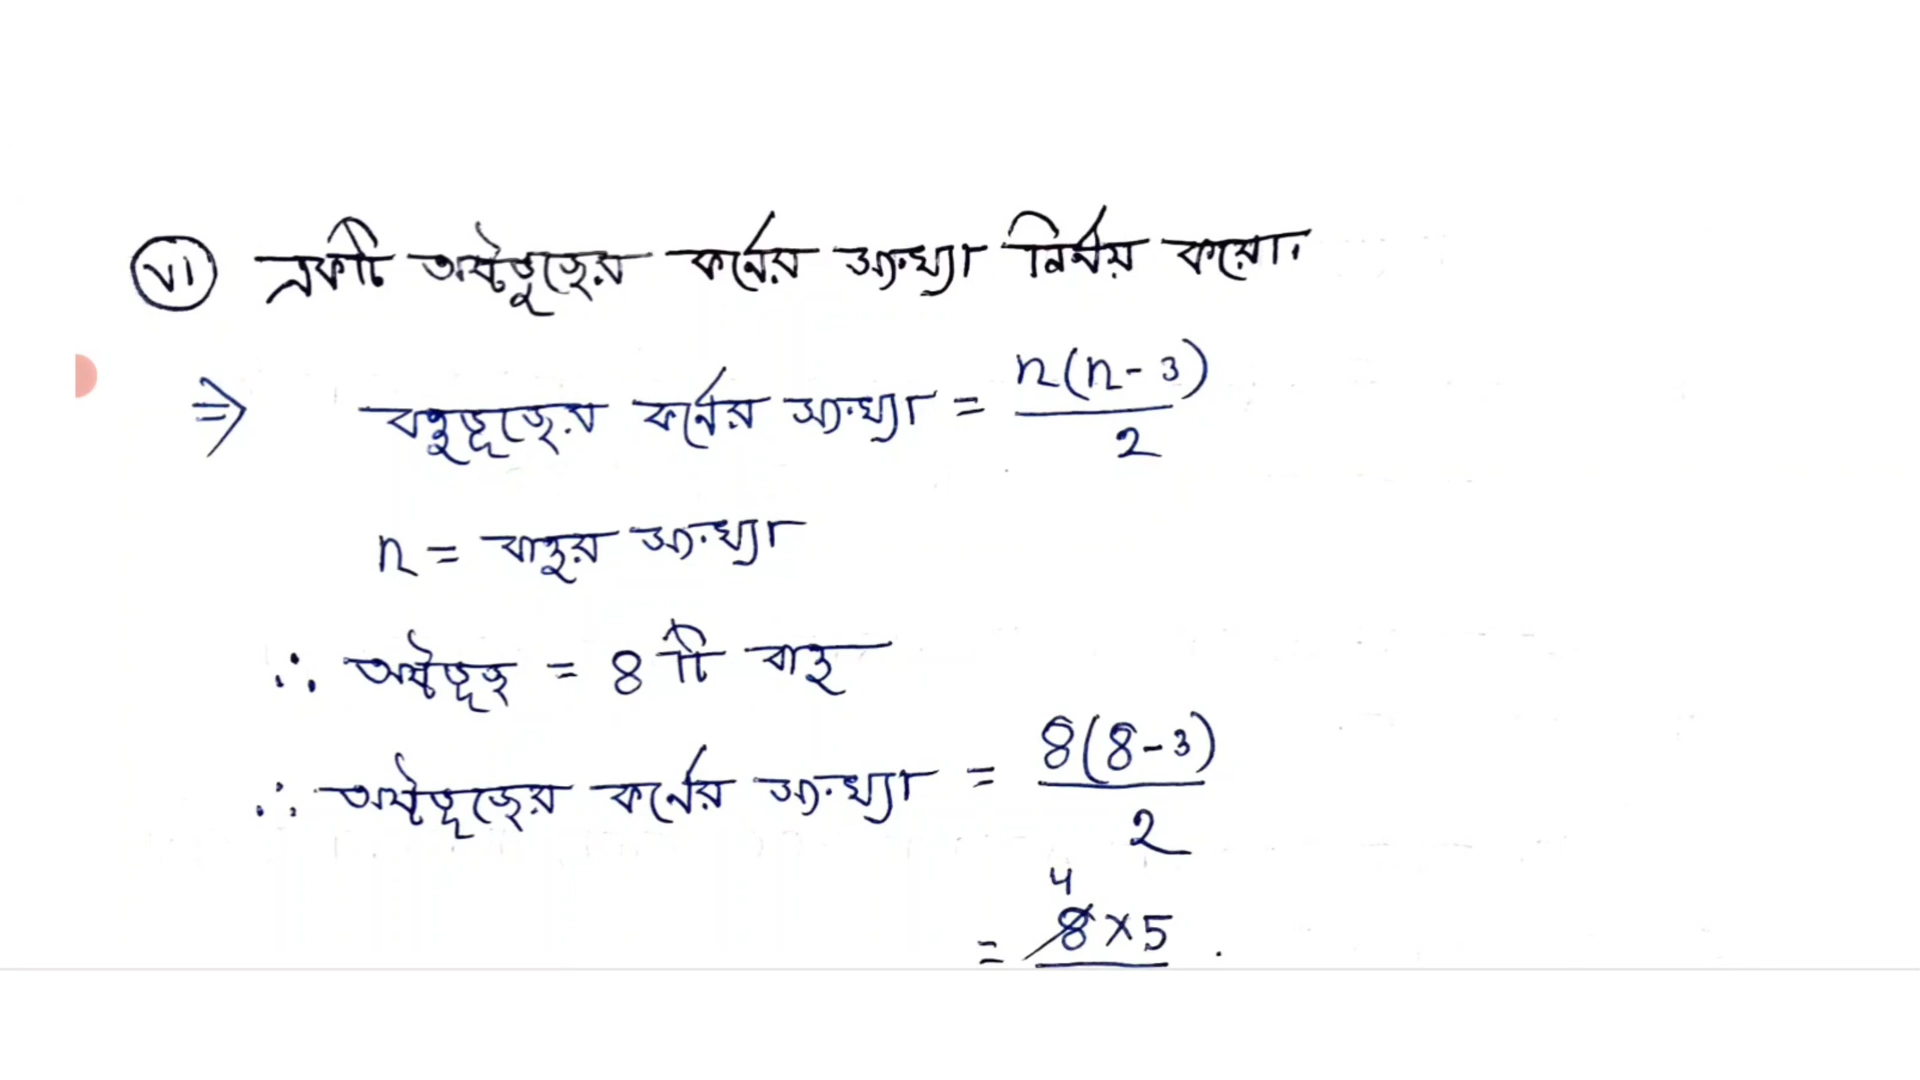 (vi) একটি অষ্টভুজের কর্নের সংখ্যা নির্নয় করো।
⇒ বহুভুজের কর্নের সংখ্যা = n(n-3)/2
n = বাহুর সংখ্যা
∴ অষ্টভুজ = 8 টি বাহু
∴ অষ্টভুজের কর্নের সংখ্যা = 8(8-3)/2
4
= 8×5